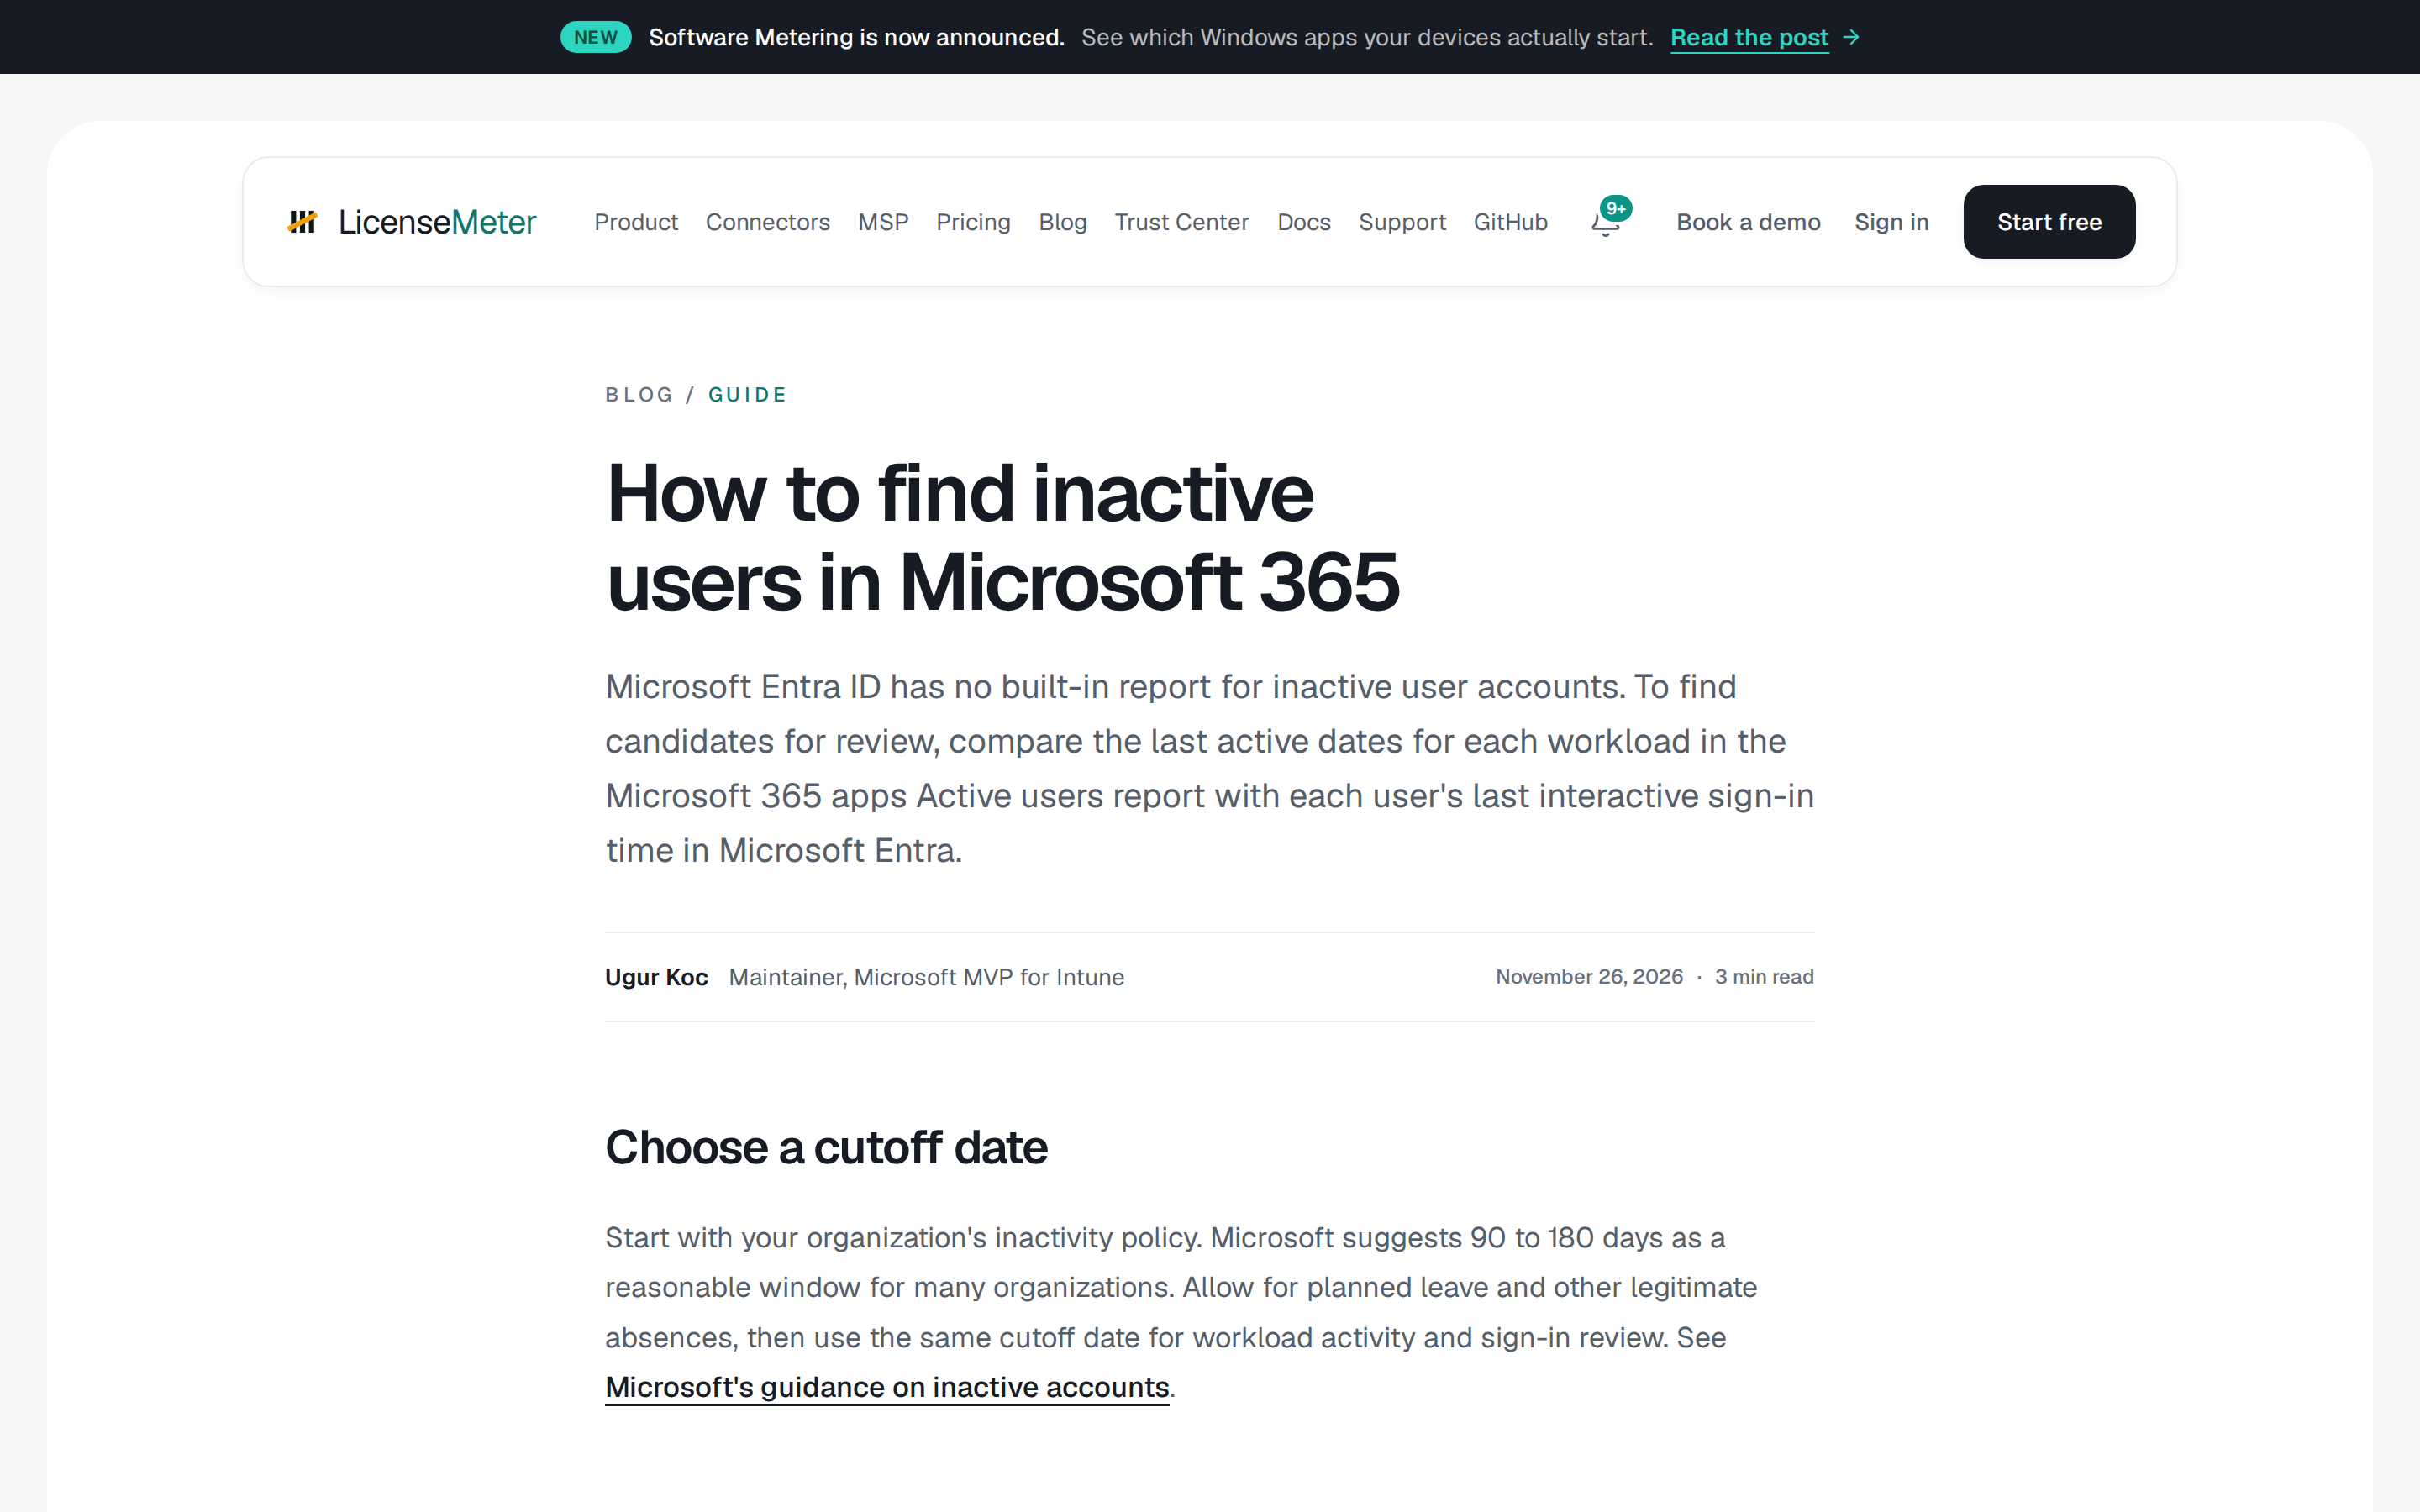 NEW Software Metering is now announced. See which Windows apps your devices actually start. Read the post →
LicenseMeter Product Connectors MSP Pricing Blog Trust Center Docs Support GitHub 9+ Book a demo Sign in Start free
BLOG / GUIDE
How to find inactive
users in Microsoft 365
Microsoft Entra ID has no built-in report for inactive user accounts. To find
candidates for review, compare the last active dates for each workload in the
Microsoft 365 apps Active users report with each user's last interactive sign-in
time in Microsoft Entra.
Ugur Koc Maintainer, Microsoft MVP for Intune November 26, 2026 · 3 min read
Choose a cutoff date
Start with your organization's inactivity policy. Microsoft suggests 90 to 180 days as a
reasonable window for many organizations. Allow for planned leave and other legitimate
absences, then use the same cutoff date for workload activity and sign-in review. See
Microsoft's guidance on inactive accounts.